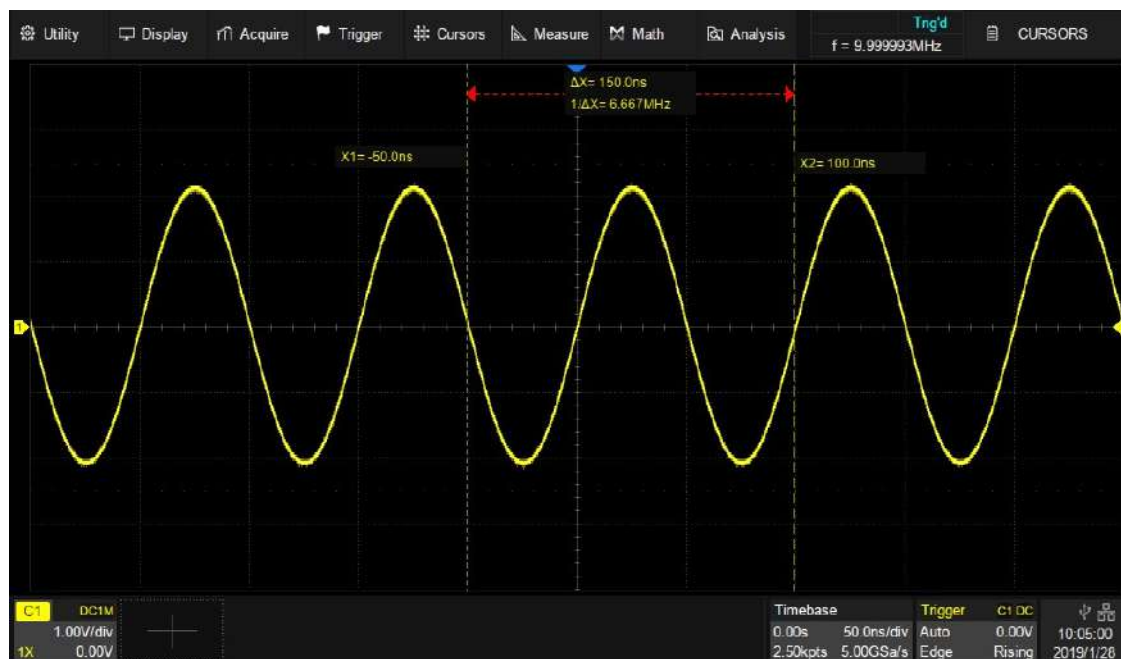 Utility Display Acquire Trigger Cursors Measure Math Analysis
Trig'd
f = 9.999993MHz
CURSORS
ΔX= 150.0ns
1/ΔX= 6.667MHz
X1= -50.0ns
X2= 100.0ns
1
C1 DC1M
1.00V/div
1X 0.00V
Timebase
0.00s 50.0ns/div
2.50kpts 5.00GSa/s
Trigger C1 DC
Auto 0.00V
Edge Rising
10:05:00
2019/1/28